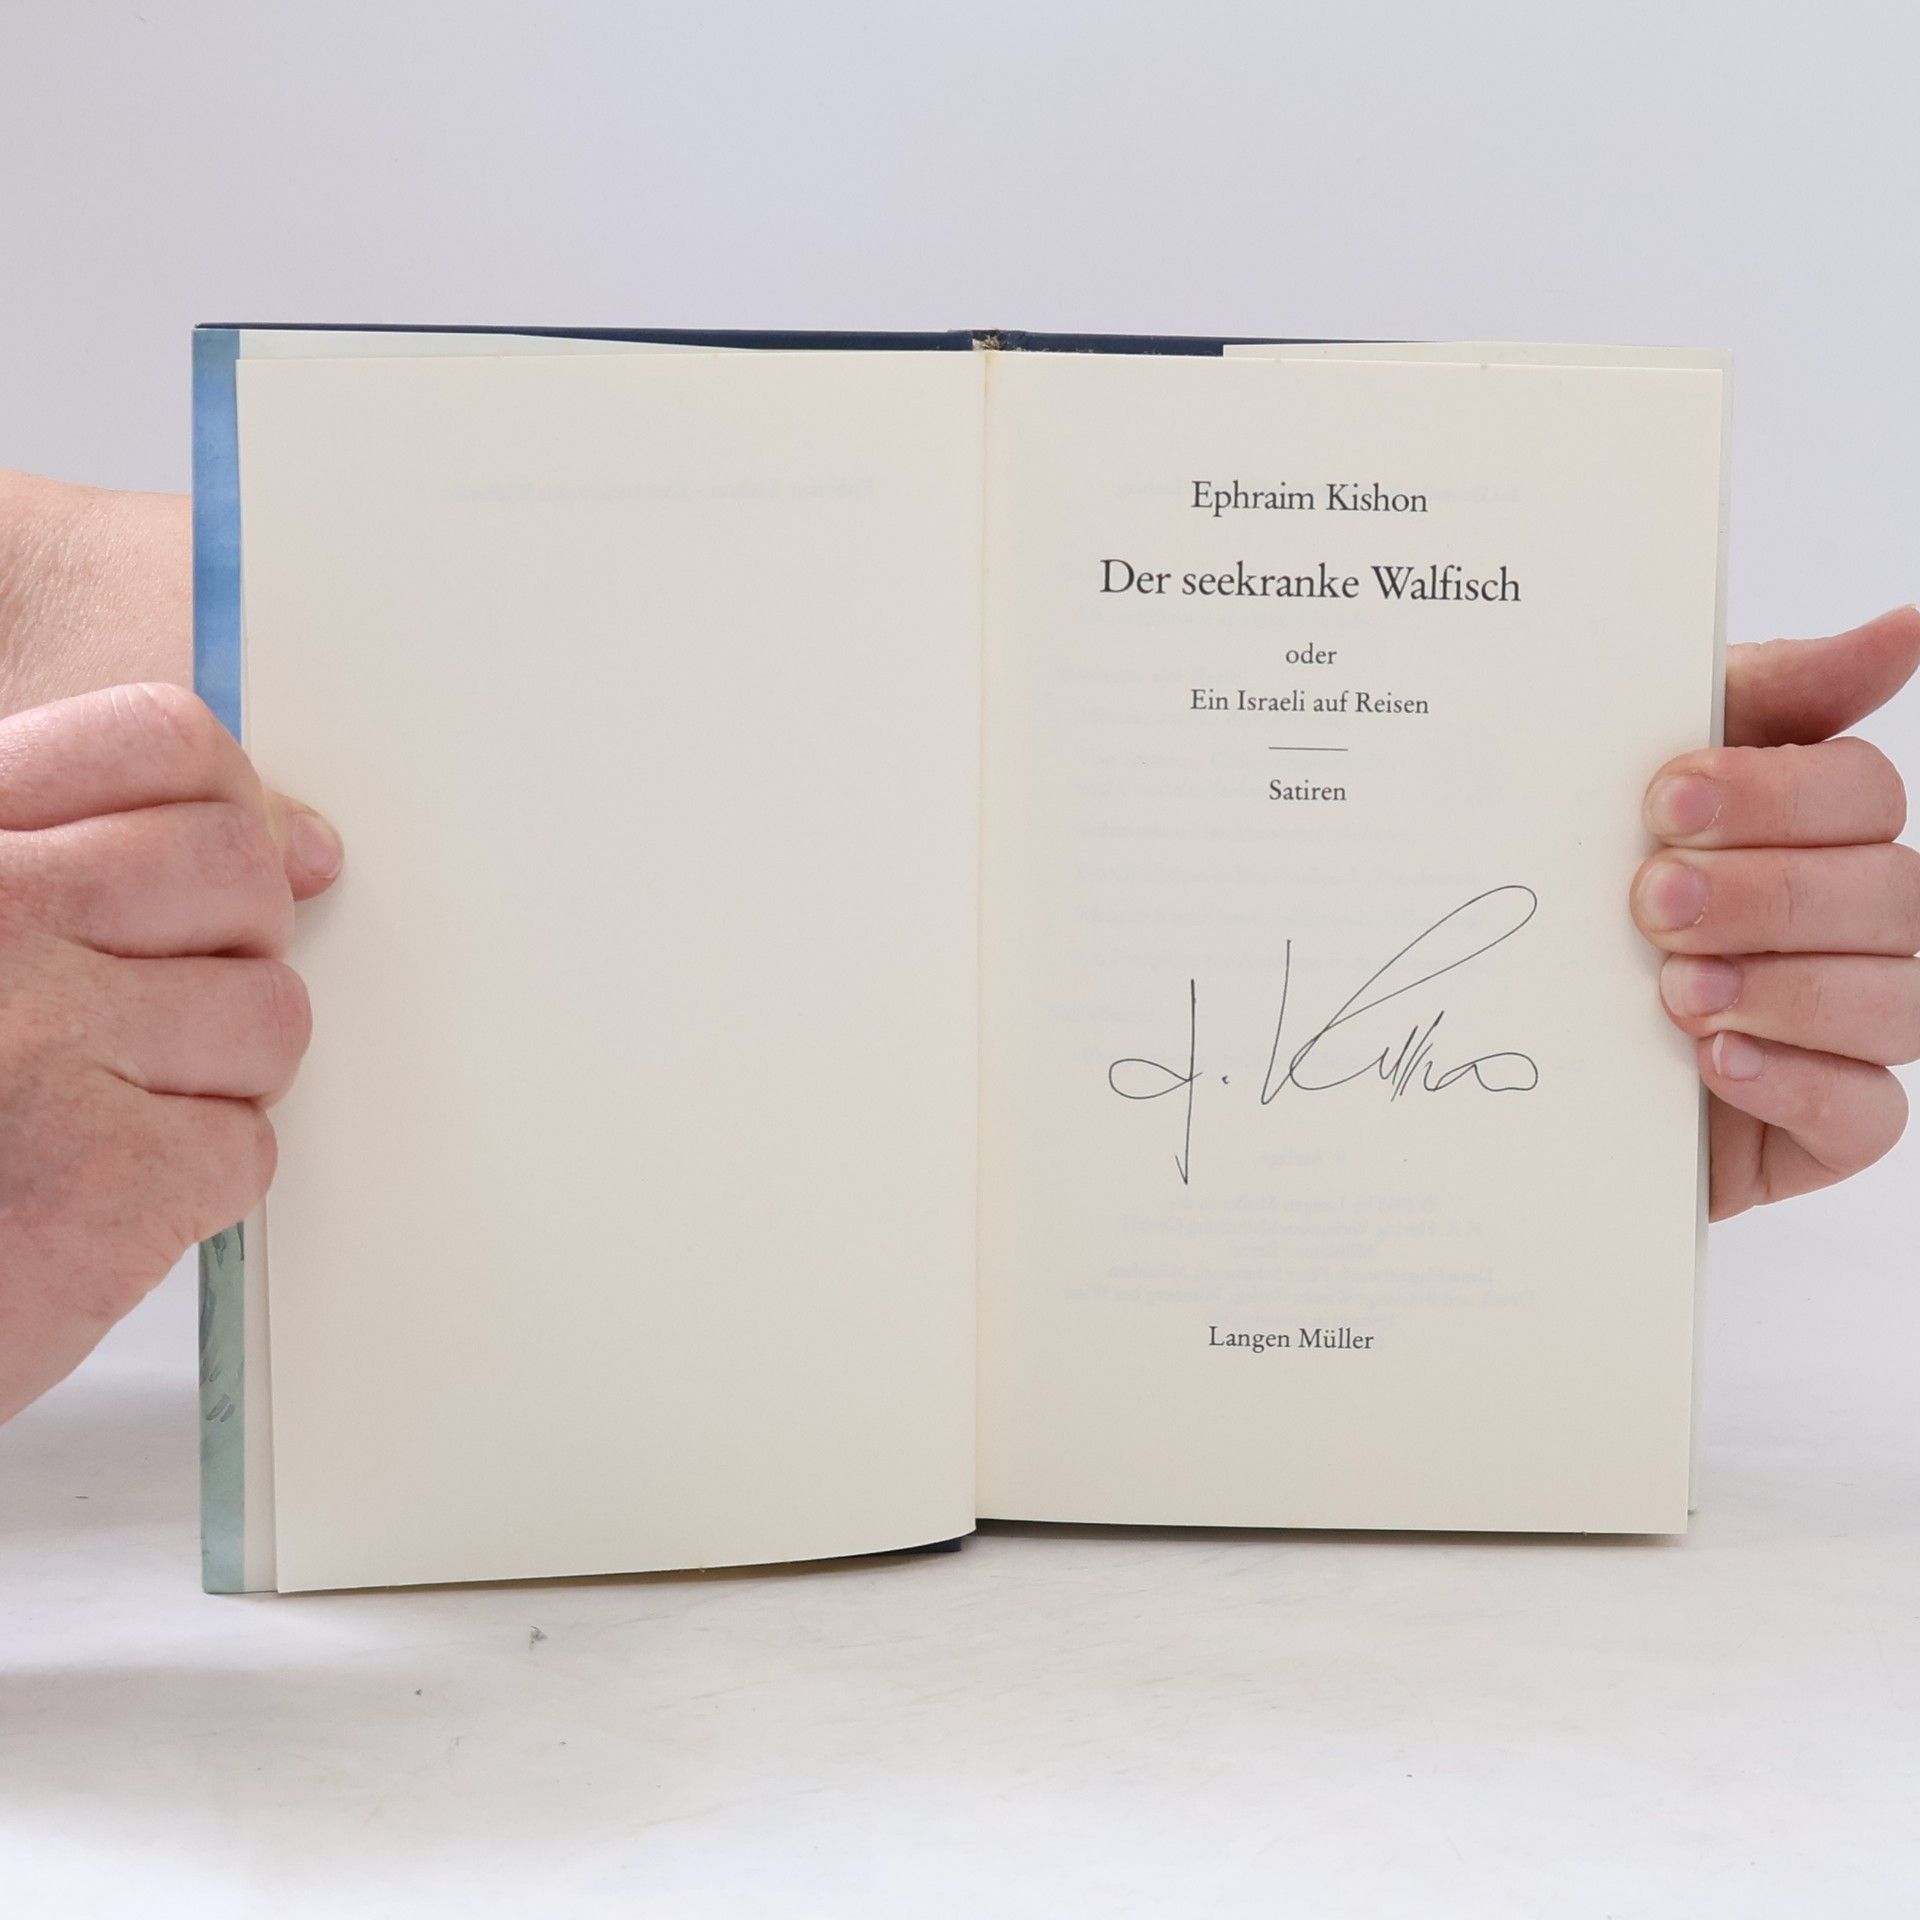 Ephraim Kishon
Der seekranke Walfisch
oder
Ein Israeli auf Reisen
Satiren
Langen Müller